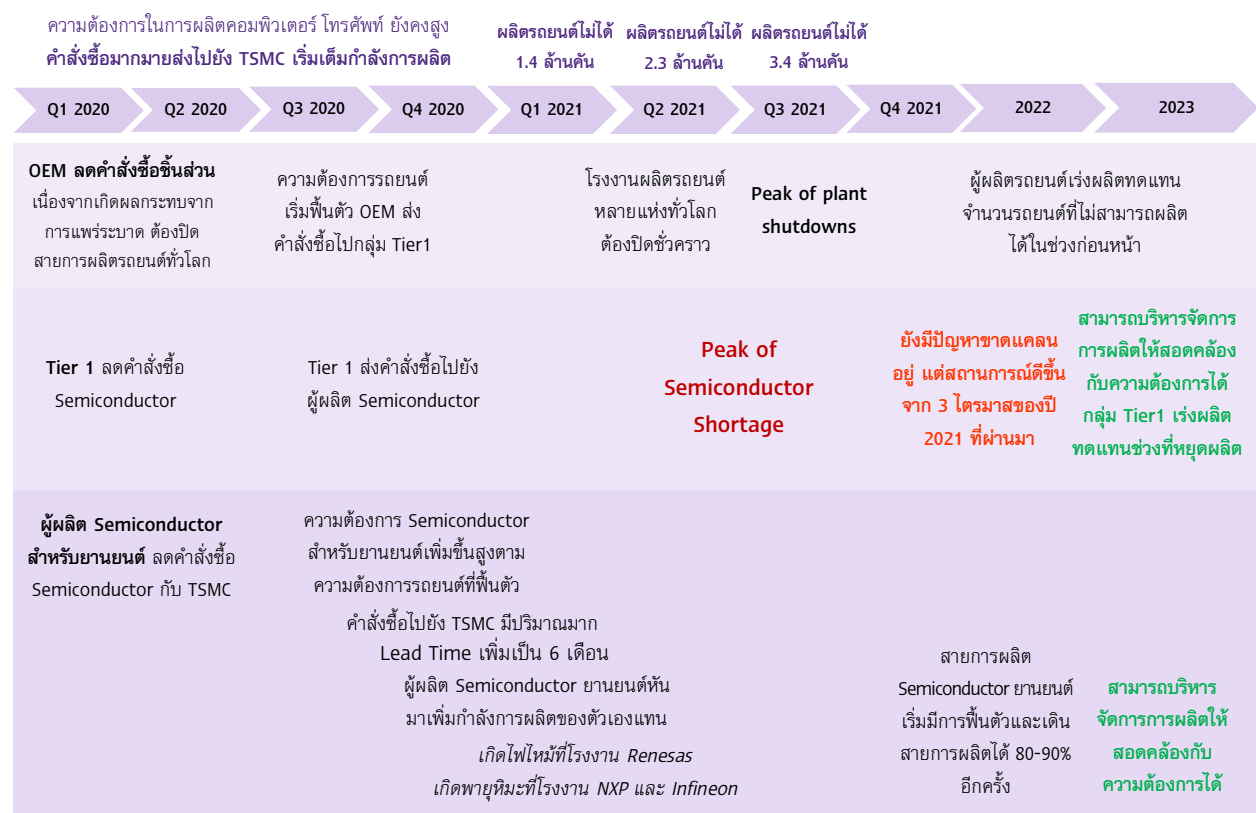 ความต้องการในการผลิตคอมพิวเตอร์ โทรศัพท์ ยังคงสูง
คำสั่งซื้อมากมายส่งไปยัง TSMC เริ่มเต็มกำลังการผลิต
ผลิตรถยนต์ไม่ได้
1.4 ล้านคัน
ผลิตรถยนต์ไม่ได้
2.3 ล้านคัน
ผลิตรถยนต์ไม่ได้
3.4 ล้านคัน
Q1 2020
Q2 2020
Q3 2020
Q4 2020
Q1 2021
Q2 2021
Q3 2021
Q4 2021
2022
2023
OEM ลดคำสั่งซื้อชิ้นส่วน
เนื่องจากเกิดผลกระทบจาก
การแพร่ระบาด ต้องปิด
สายการผลิตรถยนต์ทั่วโลก
ความต้องการรถยนต์
เริ่มฟื้นตัว OEM ส่ง
คำสั่งซื้อไปกลุ่ม Tier1
โรงงานผลิตรถยนต์
หลายแห่งทั่วโลก
ต้องปิดชั่วคราว
Peak of plant
shutdowns
ผู้ผลิตรถยนต์เร่งผลิตทดแทน
จำนวนรถยนต์ที่ไม่สามารถผลิต
ได้ในช่วงก่อนหน้า
Tier 1 ลดคำสั่งซื้อ
Semiconductor
Tier 1 ส่งคำสั่งซื้อไปยัง
ผู้ผลิต Semiconductor
Peak of
Semiconductor
Shortage
ยังมีปัญหาขาดแคลน
อยู่ แต่สถานการณ์ดีขึ้น
จาก 3 ไตรมาสของปี
2021 ที่ผ่านมา
สามารถบริหารจัดการ
การผลิตให้สอดคล้อง
กับความต้องการได้
กลุ่ม Tier1 เร่งผลิต
ทดแทนช่วงที่หยุดผลิต
ผู้ผลิต Semiconductor
สำหรับยานยนต์ ลดคำสั่งซื้อ
Semiconductor กับ TSMC
ความต้องการ Semiconductor
สำหรับยานยนต์เพิ่มขึ้นสูงตาม
ความต้องการรถยนต์ที่ฟื้นตัว
คำสั่งซื้อไปยัง TSMC มีปริมาณมาก
Lead Time เพิ่มเป็น 6 เดือน
ผู้ผลิต Semiconductor ยานยนต์หัน
มาเพิ่มกำลังการผลิตของตัวเองแทน
เกิดไฟไหม้ที่โรงงาน Renesas
เกิดพายุหิมะที่โรงงาน NXP และ Infineon
สายการผลิต
Semiconductor ยานยนต์
เริ่มมีการฟื้นตัวและเดิน
สายการผลิตได้ 80-90%
อีกครั้ง
สามารถบริหาร
จัดการการผลิตให้
สอดคล้องกับ
ความต้องการได้